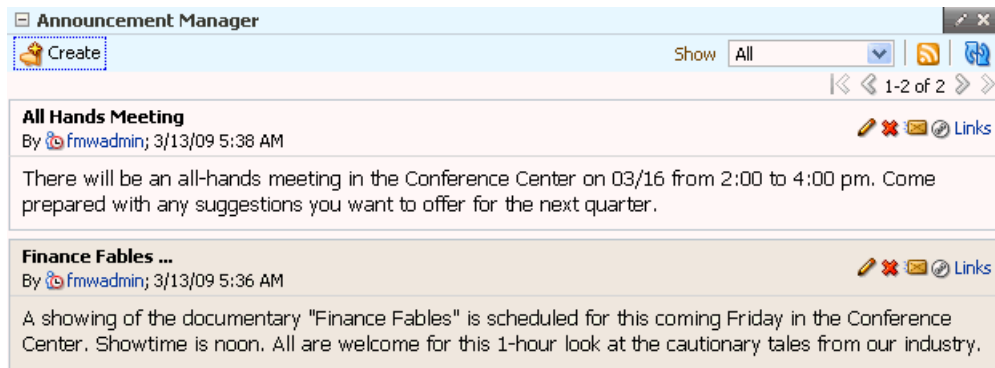 Announcement Manager
Create Show All
1-2 of 2
All Hands Meeting
By fmwadmin; 3/13/09 5:38 AM Links
There will be an all-hands meeting in the Conference Center on 03/16 from 2:00 to 4:00 pm. Come
prepared with any suggestions you want to offer for the next quarter.
Finance Fables ...
By fmwadmin; 3/13/09 5:36 AM Links
A showing of the documentary "Finance Fables" is scheduled for this coming Friday in the Conference
Center. Showtime is noon. All are welcome for this 1-hour look at the cautionary tales from our industry.